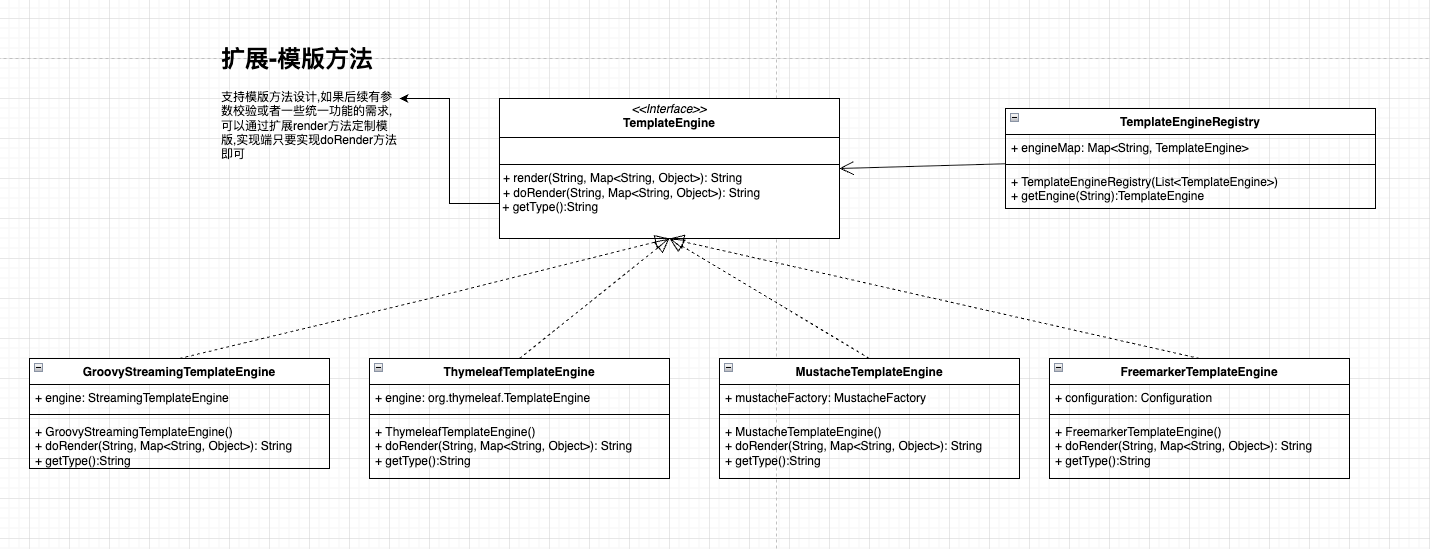 扩展-模版方法
支持模版方法设计,如果后续有参
数校验或者一些统一功能的需求,
可以通过扩展render方法定制模
版,实现端只要实现doRender方法
即可
<<Interface>>
TemplateEngine
+ render(String, Map<String, Object>): String
+ doRender(String, Map<String, Object>): String
+ getType():String
TemplateEngineRegistry
+ engineMap: Map<String, TemplateEngine>
+ TemplateEngineRegistry(List<TemplateEngine>)
+ getEngine(String):TemplateEngine
GroovyStreamingTemplateEngine
+ engine: StreamingTemplateEngine
+ GroovyStreamingTemplateEngine()
+ doRender(String, Map<String, Object>): String
+ getType():String
ThymeleafTemplateEngine
+ engine: org.thymeleaf.TemplateEngine
+ ThymeleafTemplateEngine()
+ doRender(String, Map<String, Object>): String
+ getType():String
MustacheTemplateEngine
+ mustacheFactory: MustacheFactory
+ MustacheTemplateEngine()
+ doRender(String, Map<String, Object>): String
+ getType():String
FreemarkerTemplateEngine
+ configuration: Configuration
+ FreemarkerTemplateEngine()
+ doRender(String, Map<String, Object>): String
+ getType():String